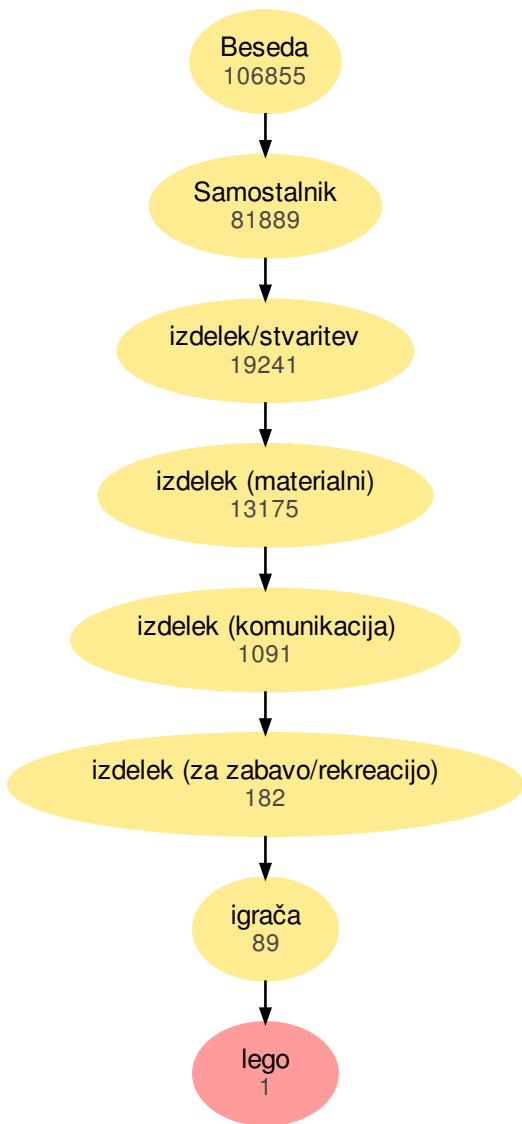 Beseda
106855
Samostalnik
81889
izdelek/stvaritev
19241
izdelek (materialni)
13175
izdelek (komunikacija)
1091
izdelek (za zabavo/rekreacijo)
182
igrača
89
lego
1